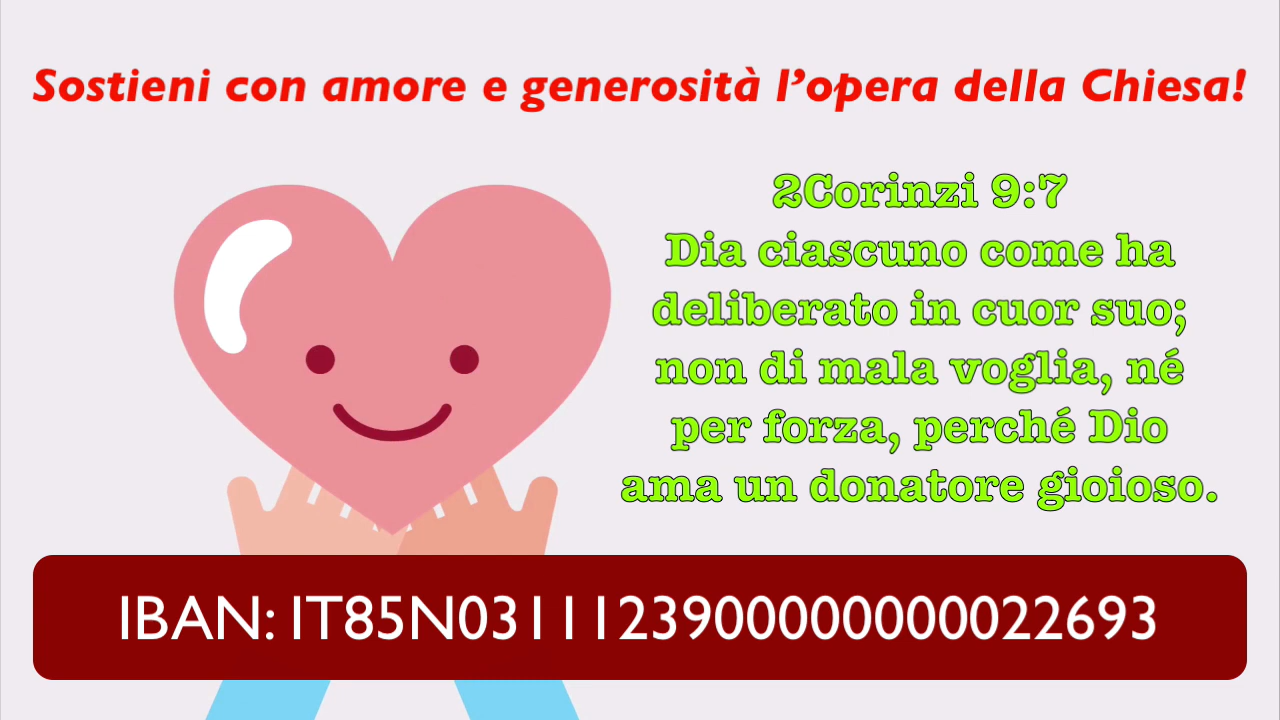 Sostieni con amore e generosità l’opera della Chiesa!
2Corinzi 9:7
Dia ciascuno come ha
deliberato in cuor suo;
non di mala voglia, né
per forza, perché Dio
ama un donatore gioioso.
IBAN: IT85N0311123900000000022693